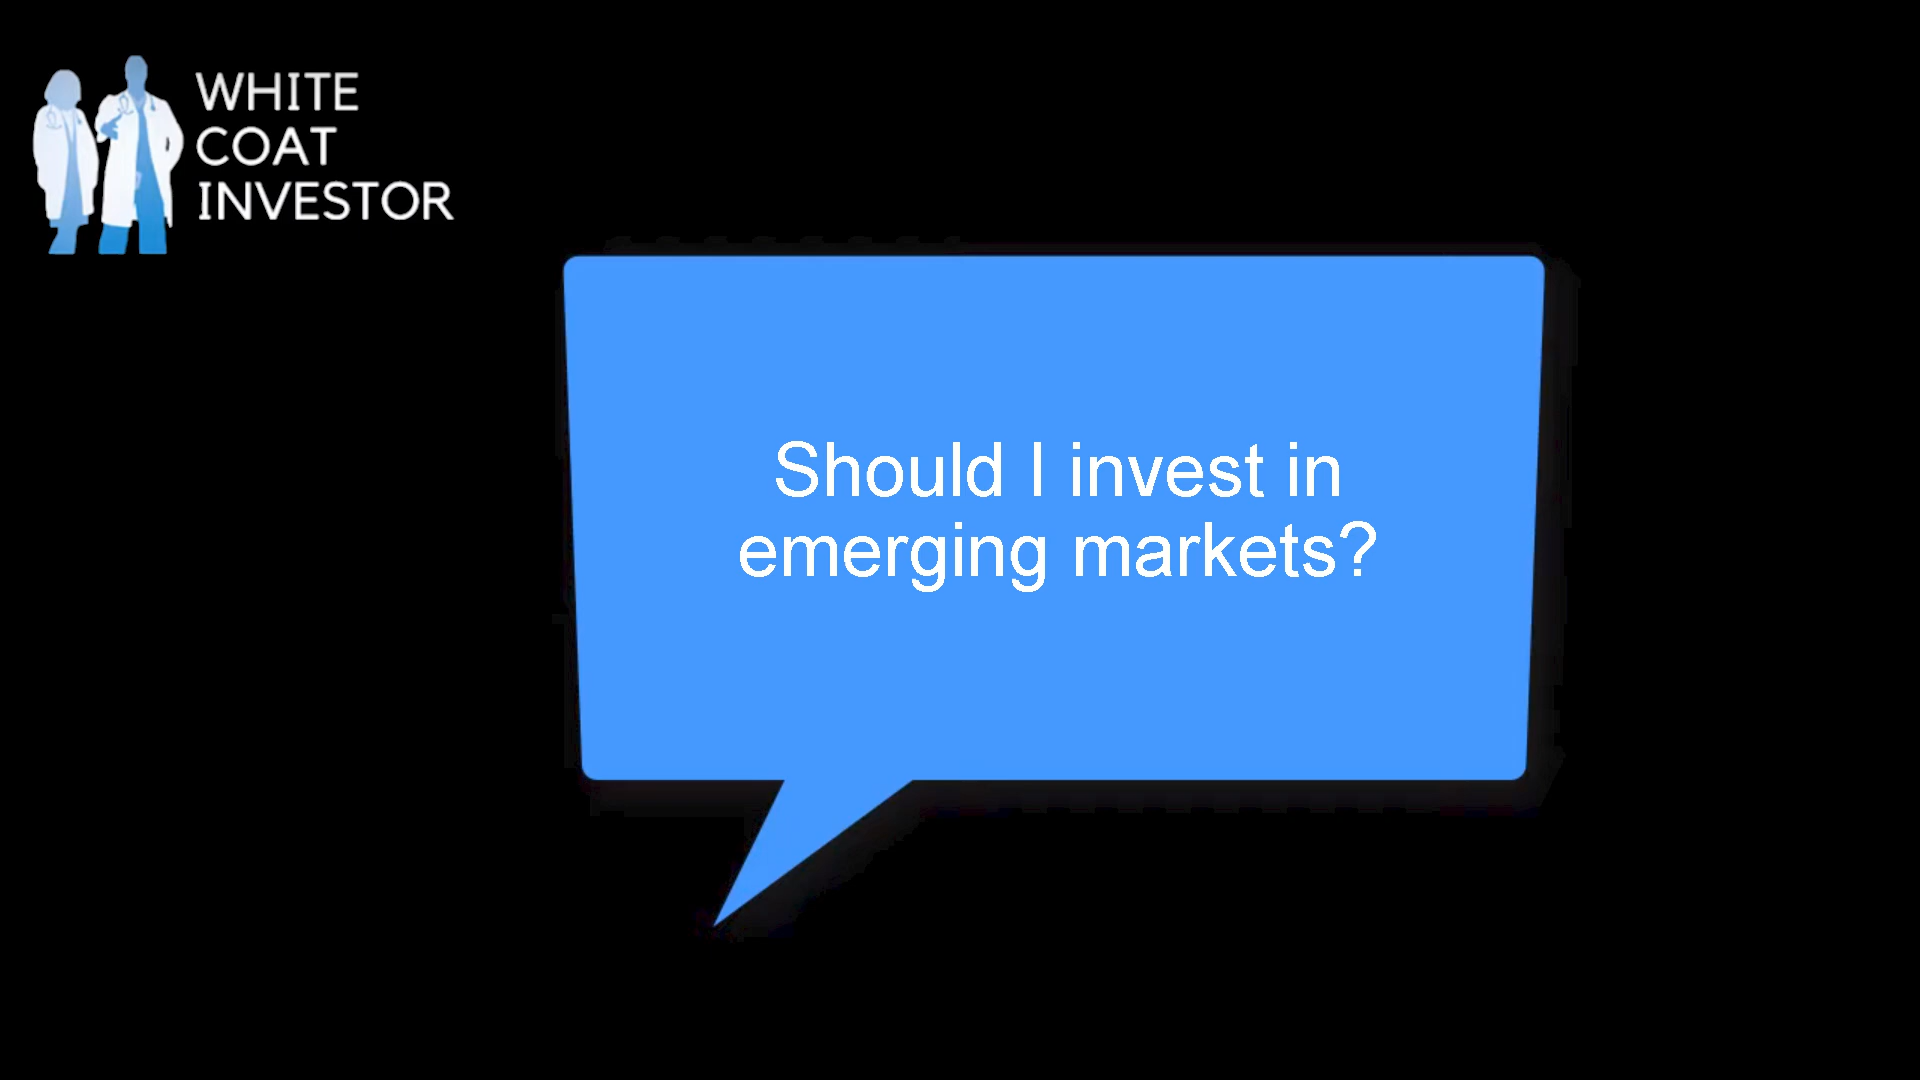 WHITE
COAT
INVESTOR
Should I invest in
emerging markets?